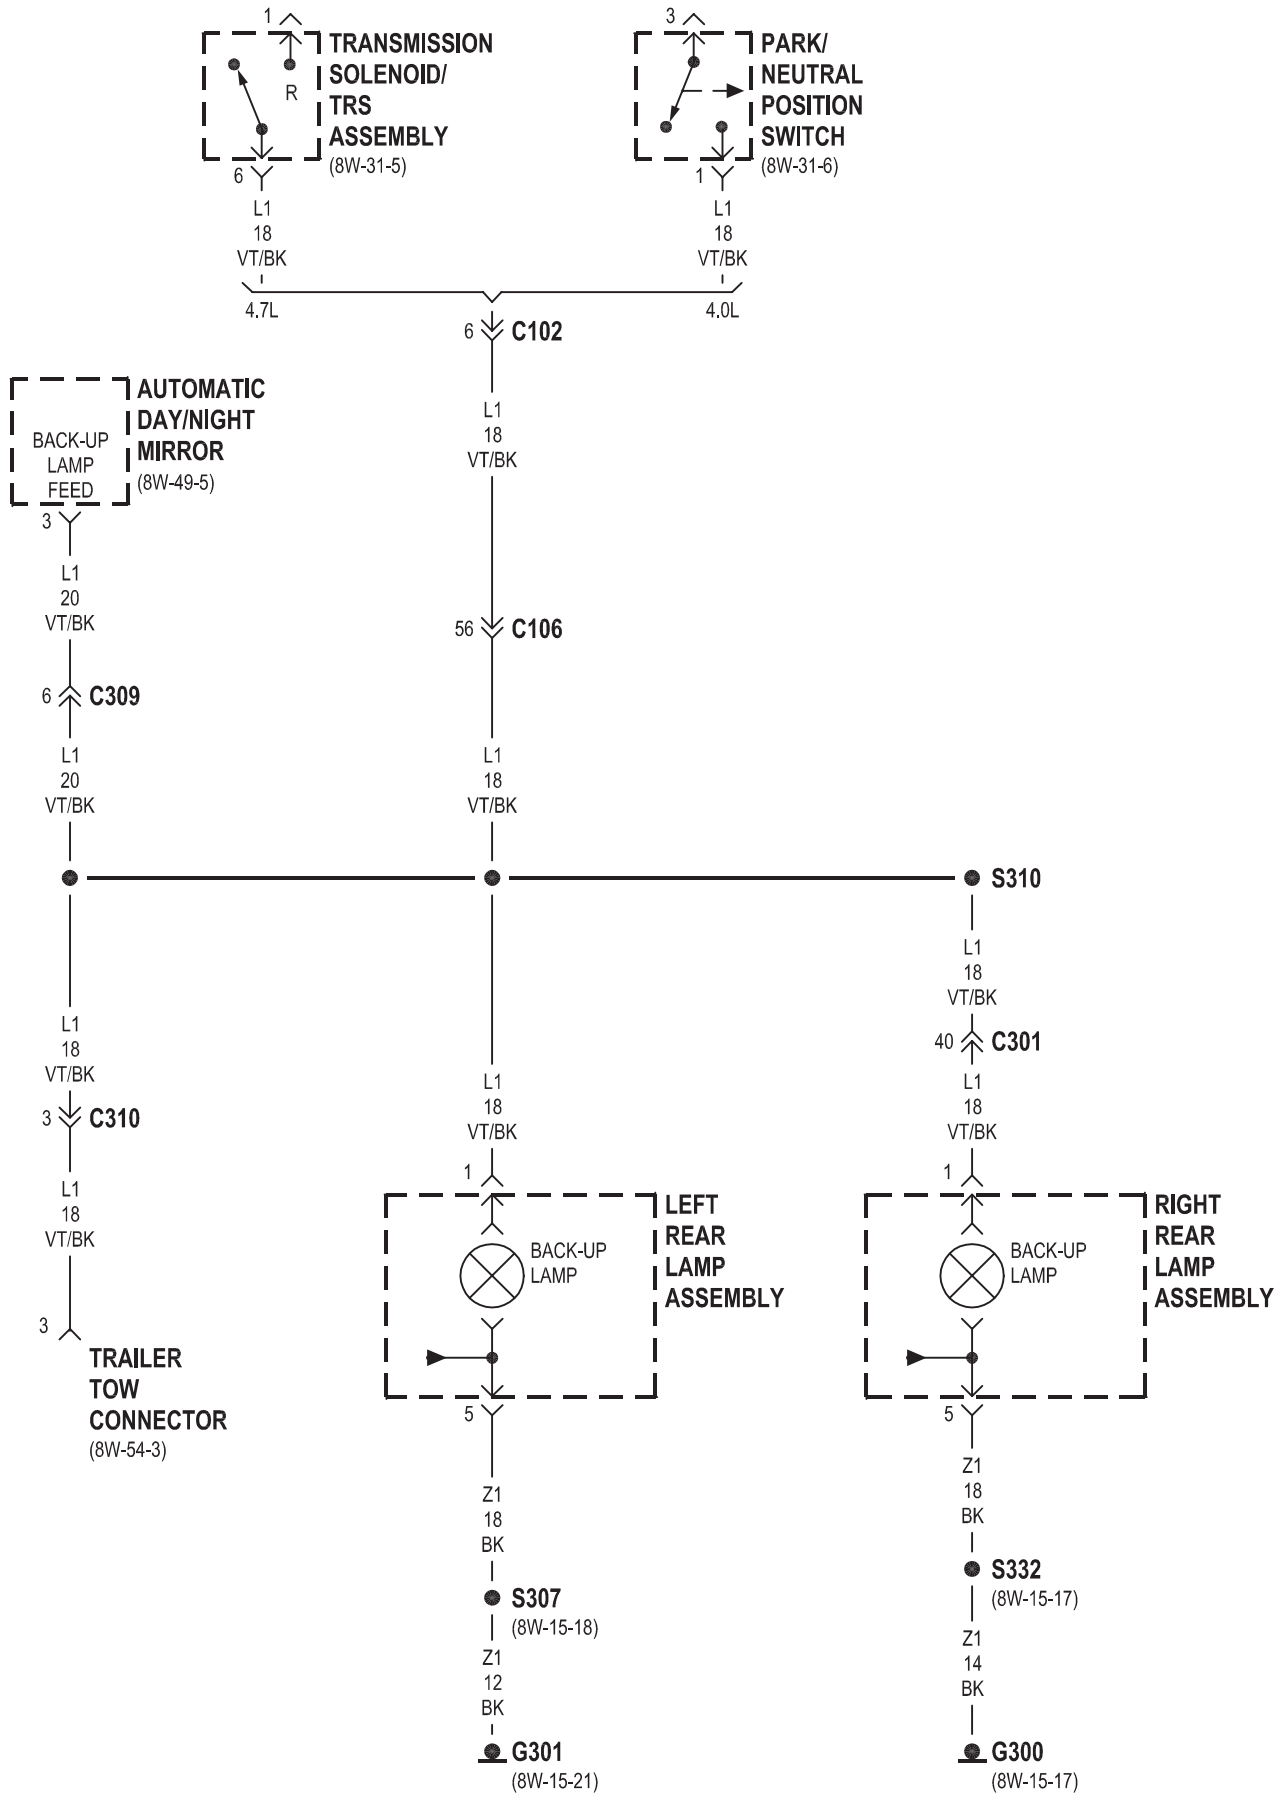 1
TRANSMISSION
SOLENOID/
TRS
ASSEMBLY
(8W-31-5)
R
6
L1
18
VT/BK
4.7L
3
PARK/
NEUTRAL
POSITION
SWITCH
(8W-31-6)
1
L1
18
VT/BK
4.0L
6
C102
L1
18
VT/BK
56
C106
L1
18
VT/BK
AUTOMATIC
DAY/NIGHT
MIRROR
(8W-49-5)
BACK-UP
LAMP
FEED
3
L1
20
VT/BK
6
C309
L1
20
VT/BK
S310
L1
18
VT/BK
3
C310
L1
18
VT/BK
3
TRAILER
TOW
CONNECTOR
(8W-54-3)
L1
18
VT/BK
1
LEFT
REAR
LAMP
ASSEMBLY
BACK-UP
LAMP
5
Z1
18
BK
S307
(8W-15-18)
Z1
12
BK
G301
(8W-15-21)
L1
18
VT/BK
40
C301
L1
18
VT/BK
1
RIGHT
REAR
LAMP
ASSEMBLY
BACK-UP
LAMP
5
Z1
18
BK
S332
(8W-15-17)
Z1
14
BK
G300
(8W-15-17)